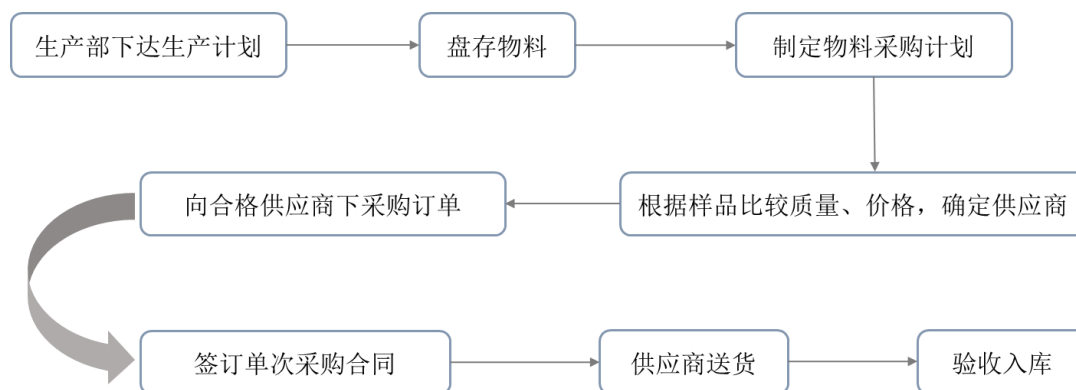 生产部下达生产计划
盘存物料
制定物料采购计划
根据样品比较质量、价格，确定供应商
向合格供应商下采购订单
签订单次采购合同
供应商送货
验收入库